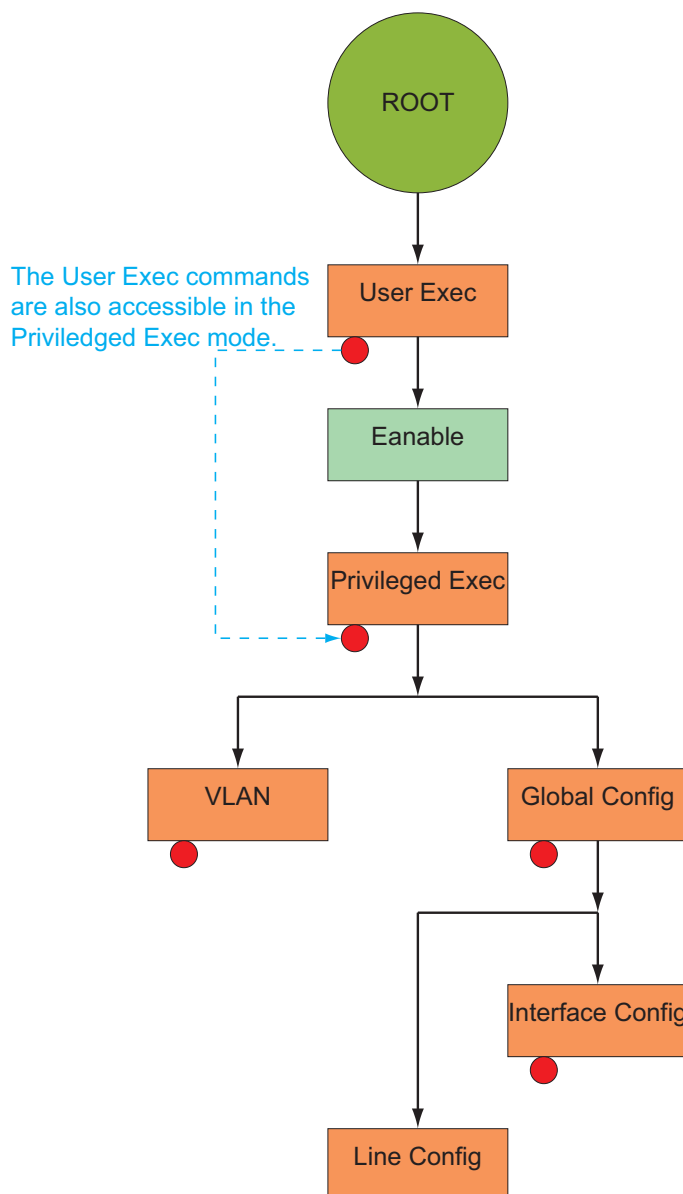 ROOT
User Exec
The User Exec commands
are also accessible in the
Priviledged Exec mode.
Eanable
Privileged Exec
VLAN
Global Config
Interface Config
Line Config